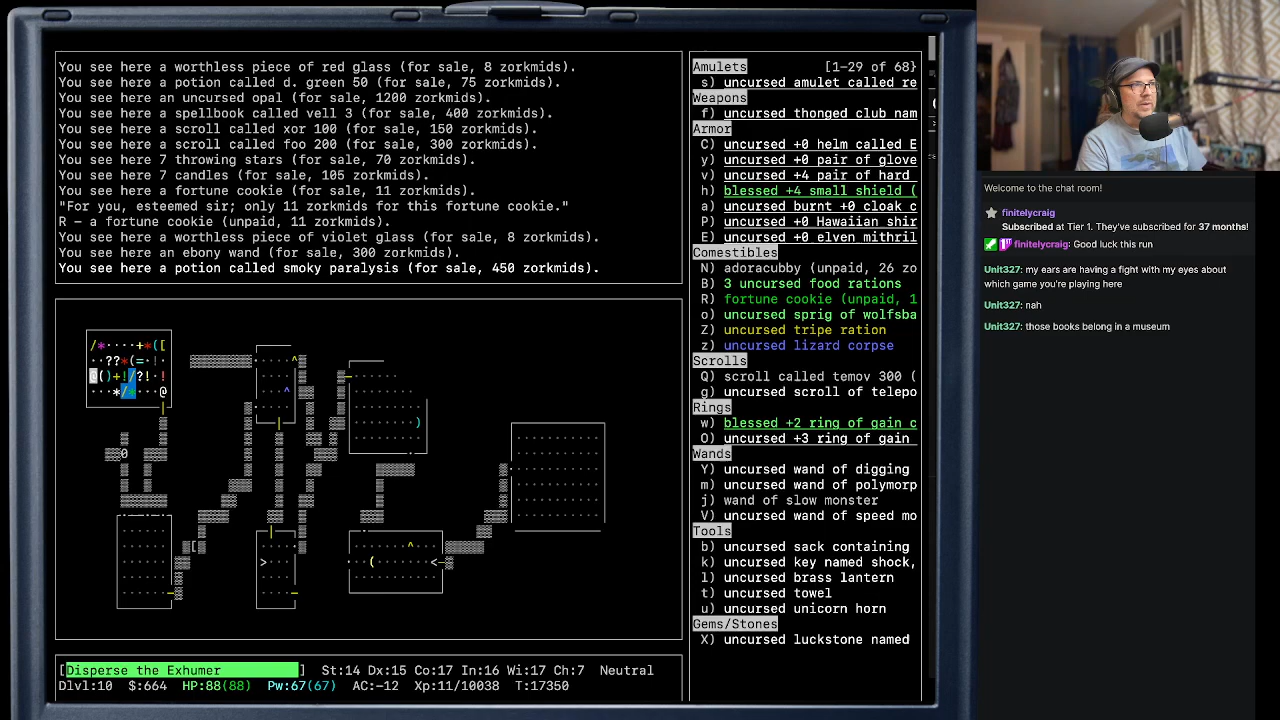 You see here a worthless piece of red glass (for sale, 8 zorkmids).
You see here a potion called d. green 50 (for sale, 75 zorkmids).
You see here an uncursed opal (for sale, 1200 zorkmids).
You see here a spellbook called vell 3 (for sale, 400 zorkmids).
You see here a scroll called xor 100 (for sale, 150 zorkmids).
You see here a scroll called foo 200 (for sale, 300 zorkmids).
You see here 7 throwing stars (for sale, 70 zorkmids).
You see here 7 candles (for sale, 105 zorkmids).
You see here a fortune cookie (for sale, 11 zorkmids).
"For you, esteemed sir; only 11 zorkmids for this fortune cookie."
R - a fortune cookie (unpaid, 11 zorkmids).
You see here a worthless piece of violet glass (for sale, 8 zorkmids).
You see here an ebony wand (for sale, 300 zorkmids).
You see here a potion called smoky paralysis (for sale, 450 zorkmids).
[Disperse the Exhumer ] St:14 Dx:15 Co:17 In:16 Wi:17 Ch:7 Neutral
Dlvl:10 $:664 HP:88(88) Pw:67(67) AC:-12 Xp:11/10038 T:17350
Amulets [1-29 of 68}
s) uncursed amulet called re
Weapons
f) uncursed thonged club nam
Armor
C) uncursed +0 helm called E
y) uncursed +0 pair of glove
v) uncursed +4 pair of hard
h) blessed +4 small shield (
a) uncursed burnt +0 cloak c
P) uncursed +0 Hawaiian shir
E) uncursed +0 elven mithril
Comestibles
N) adoracubby (unpaid, 26 zo
B) 3 uncursed food rations
R) fortune cookie (unpaid, 1
o) uncursed sprig of wolfsba
Z) uncursed tripe ration
z) uncursed lizard corpse
Scrolls
Q) scroll called temov 300 (
g) uncursed scroll of telepo
Rings
w) blessed +2 ring of gain c
O) uncursed +3 ring of gain
Wands
Y) uncursed wand of digging
m) uncursed wand of polymorp
j) wand of slow monster
V) uncursed wand of speed mo
Tools
b) uncursed sack containing
k) uncursed key named shock,
l) uncursed brass lantern
t) uncursed towel
u) uncursed unicorn horn
Gems/Stones
X) uncursed luckstone named
Welcome to the chat room!
finitelycraig
Subscribed at Tier 1. They've subscribed for 37 months!
finitelycraig: Good luck this run
Unit327: my ears are having a fight with my eyes about
which game you're playing here
Unit327: nah
Unit327: those books belong in a museum